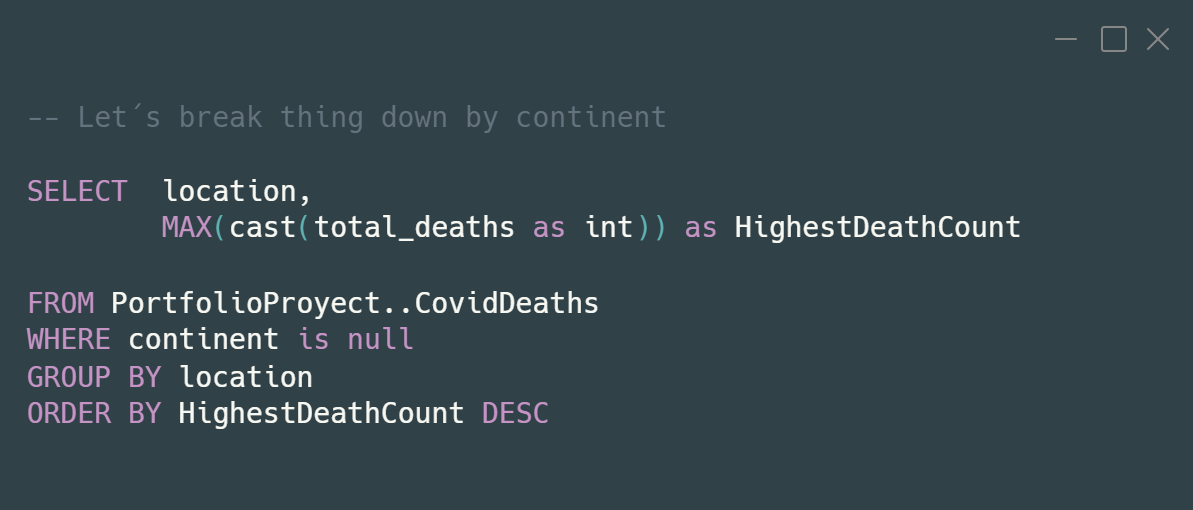 -- Let´s break thing down by continent
SELECT  location,
        MAX(cast(total_deaths as int)) as HighestDeathCount
FROM PortfolioProyect..CovidDeaths
WHERE continent is null
GROUP BY location
ORDER BY HighestDeathCount DESC